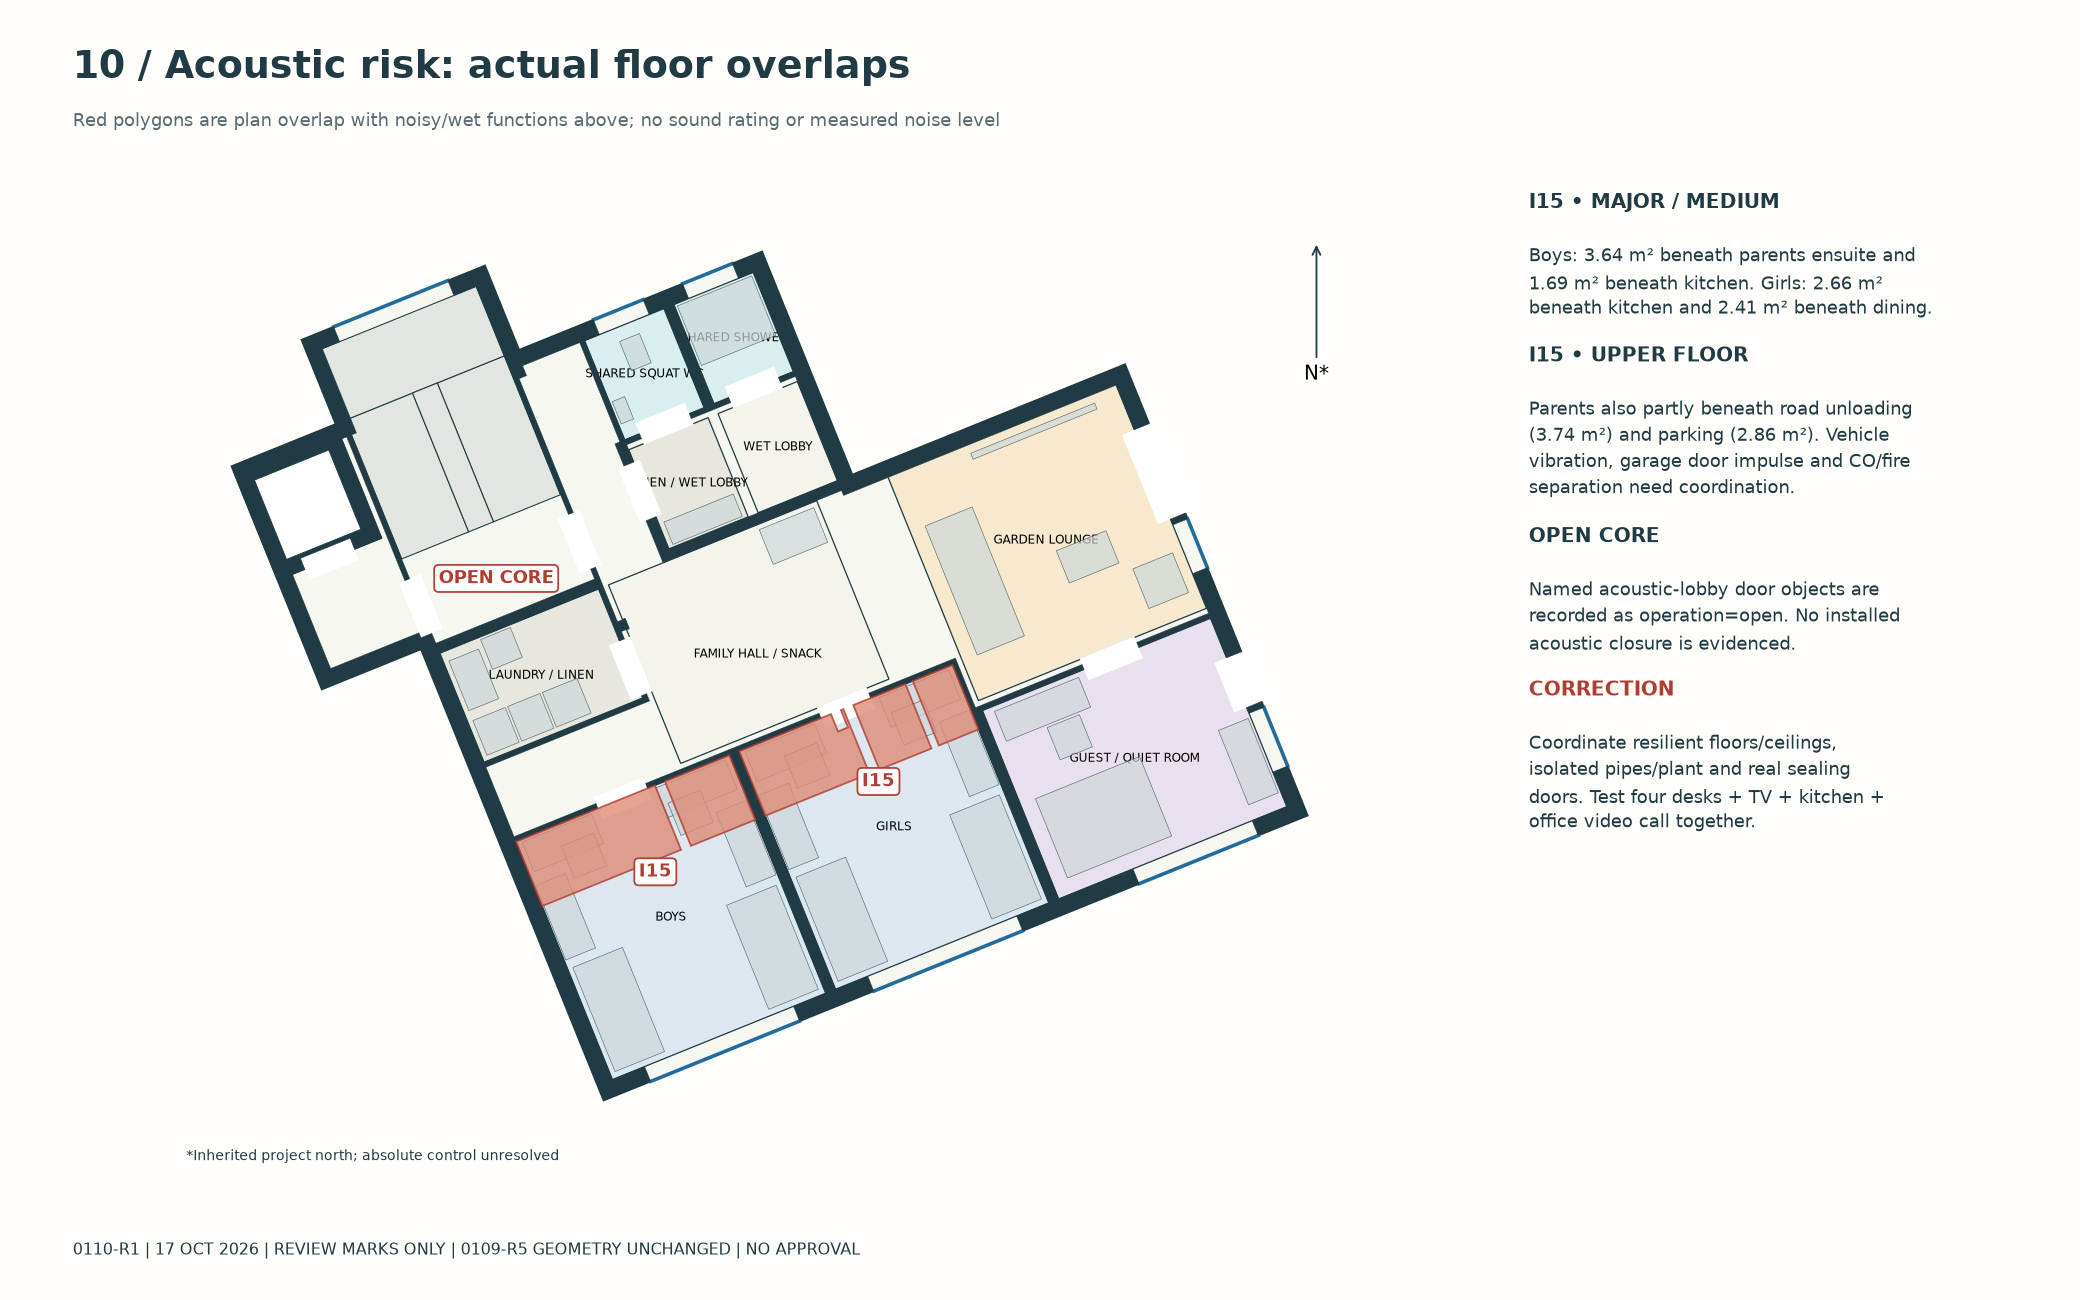 10 / Acoustic risk: actual floor overlaps
Red polygons are plan overlap with noisy/wet functions above; no sound rating or measured noise level
I15 • MAJOR / MEDIUM
Boys: 3.64 m² beneath parents ensuite and
1.69 m² beneath kitchen. Girls: 2.66 m²
beneath kitchen and 2.41 m² beneath dining.
I15 • UPPER FLOOR
Parents also partly beneath road unloading
(3.74 m²) and parking (2.86 m²). Vehicle
vibration, garage door impulse and CO/fire
separation need coordination.
OPEN CORE
Named acoustic-lobby door objects are
recorded as operation=open. No installed
acoustic closure is evidenced.
CORRECTION
Coordinate resilient floors/ceilings,
isolated pipes/plant and real sealing
doors. Test four desks + TV + kitchen +
office video call together.
N*
HARED SHOWE
SHARED SQUAT W
WET LOBBY
EN / WET LOBBY
GARDEN LOUNGE
OPEN CORE
FAMILY HALL / SNACK
LAUNDRY / LINEN
GUEST / QUIET ROOM
I15
GIRLS
I15
BOYS
*Inherited project north; absolute control unresolved
0110-R1 | 17 OCT 2026 | REVIEW MARKS ONLY | 0109-R5 GEOMETRY UNCHANGED | NO APPROVAL